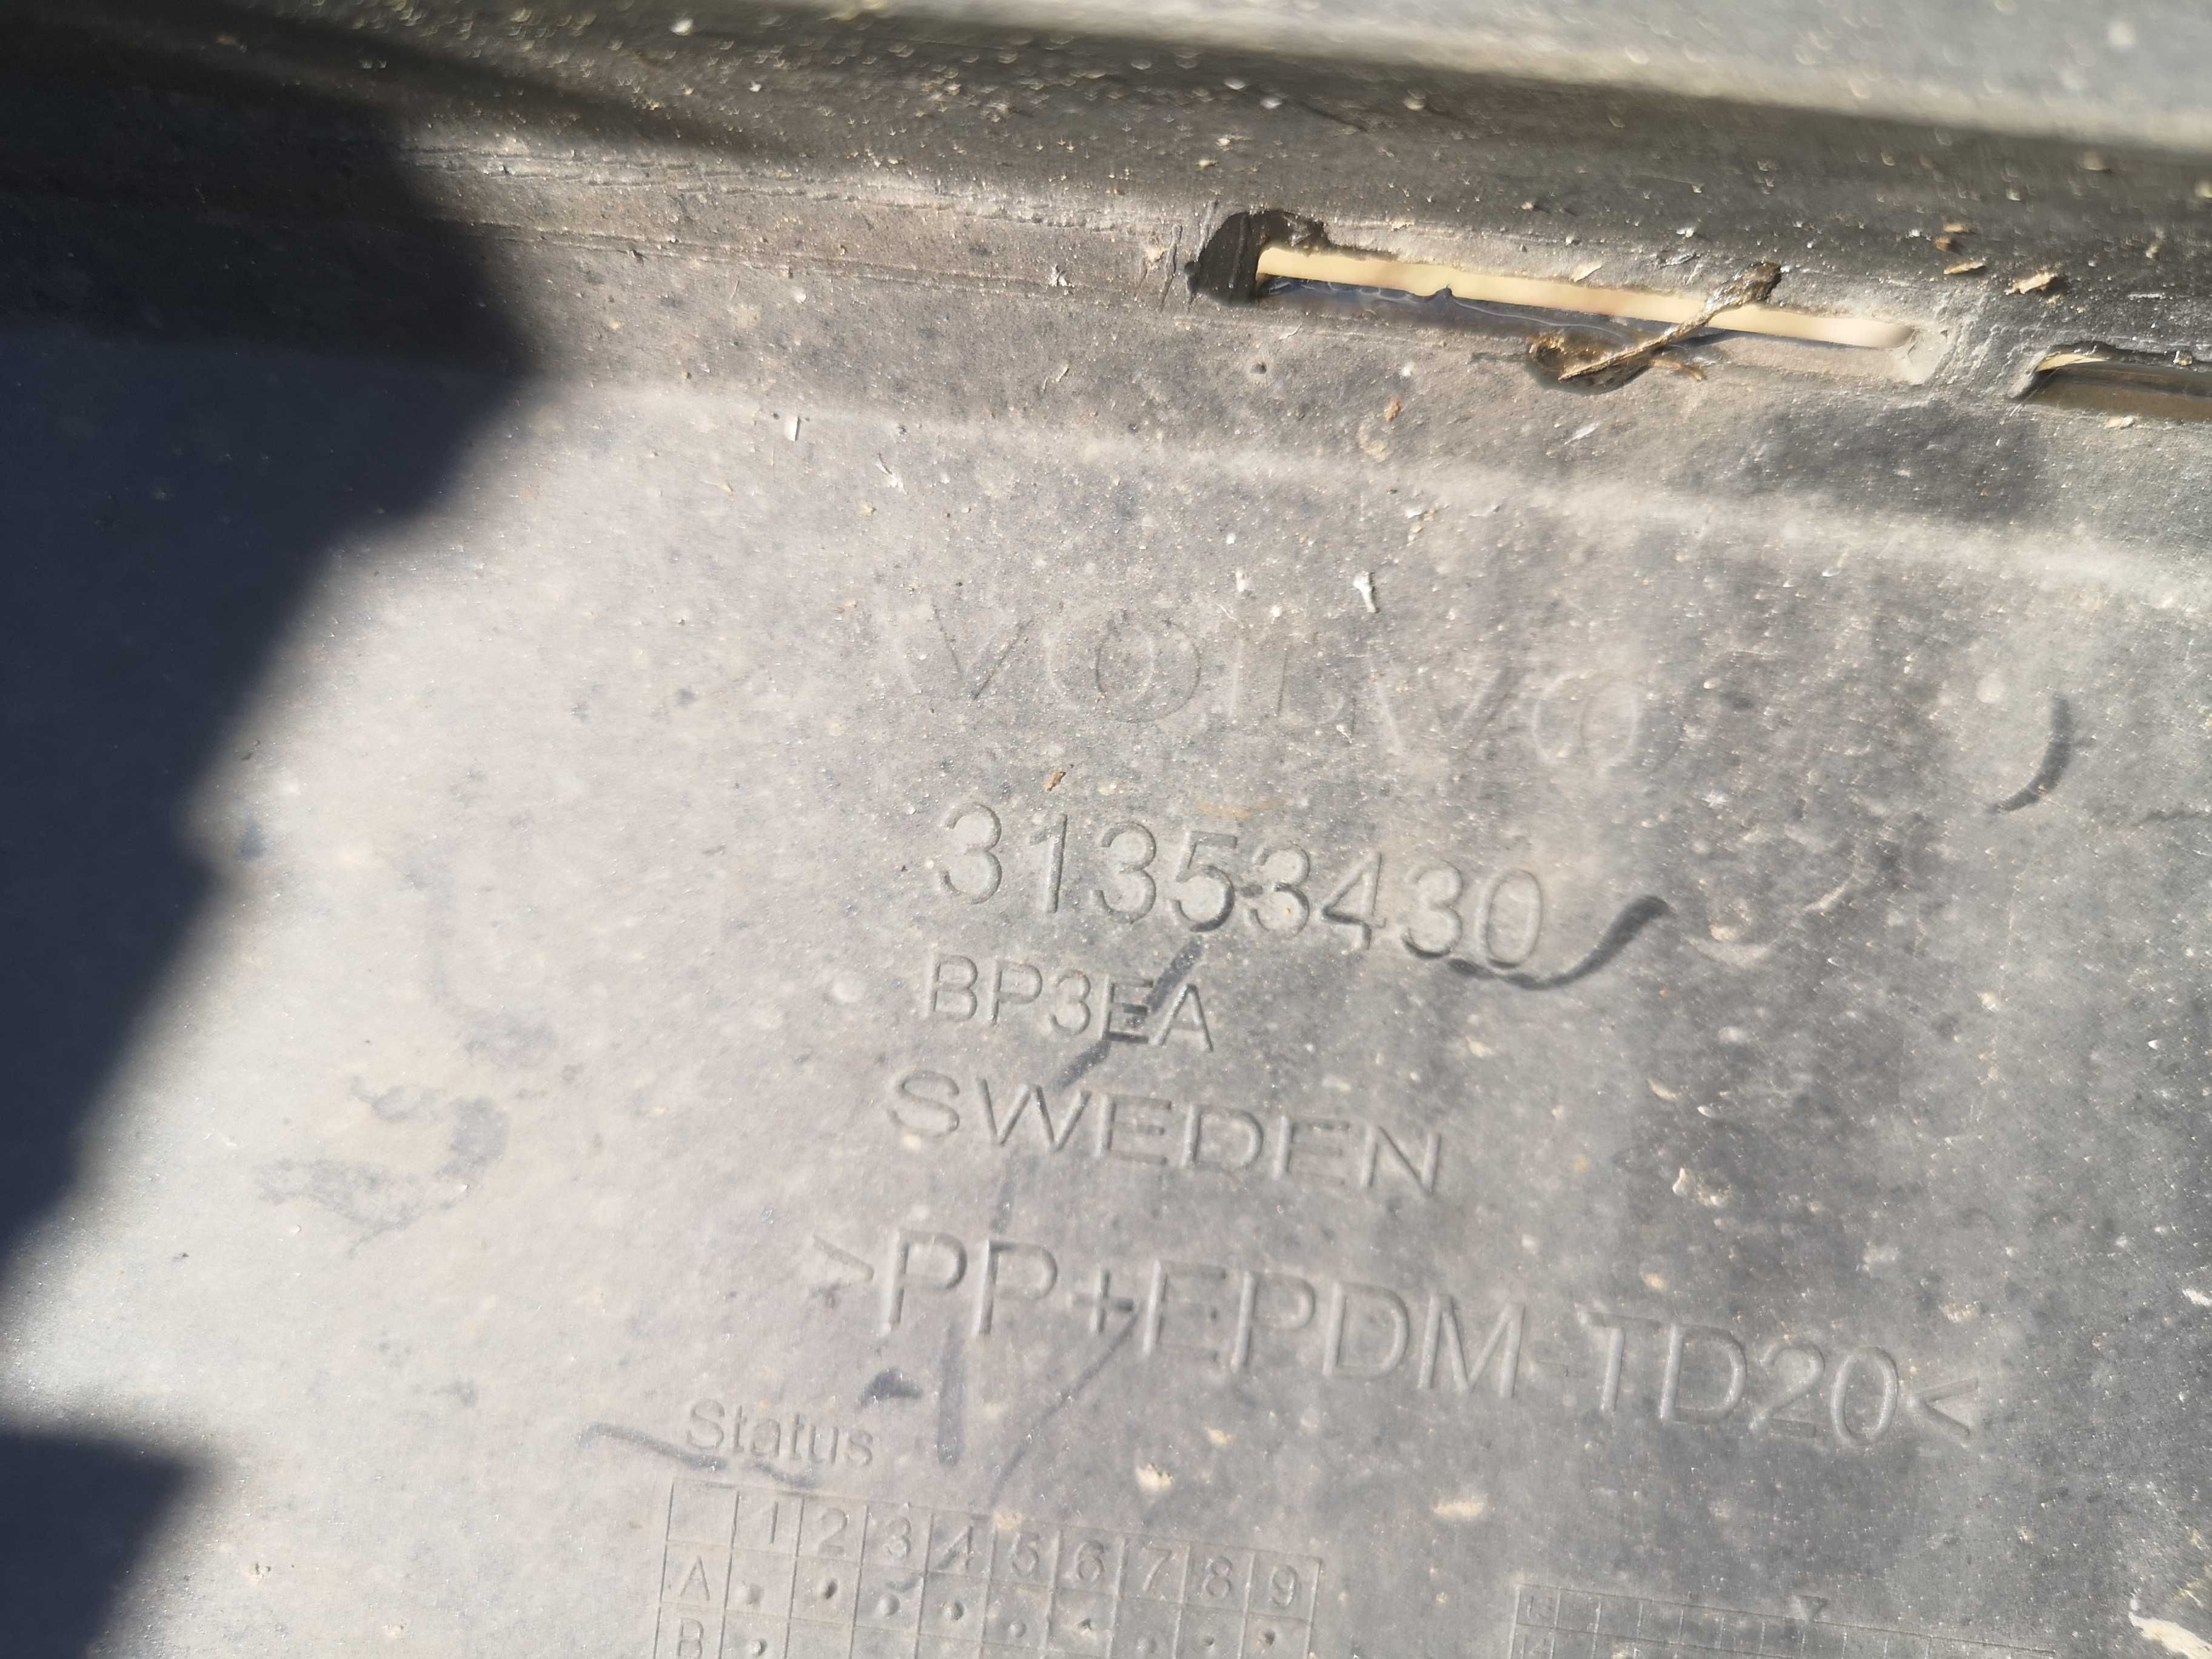 VOLVO
31353430
BP3EA
SWEDEN
>PP+EPDM-TD20<
Status
1 2 3 4 5 6 7 8 9
A
B